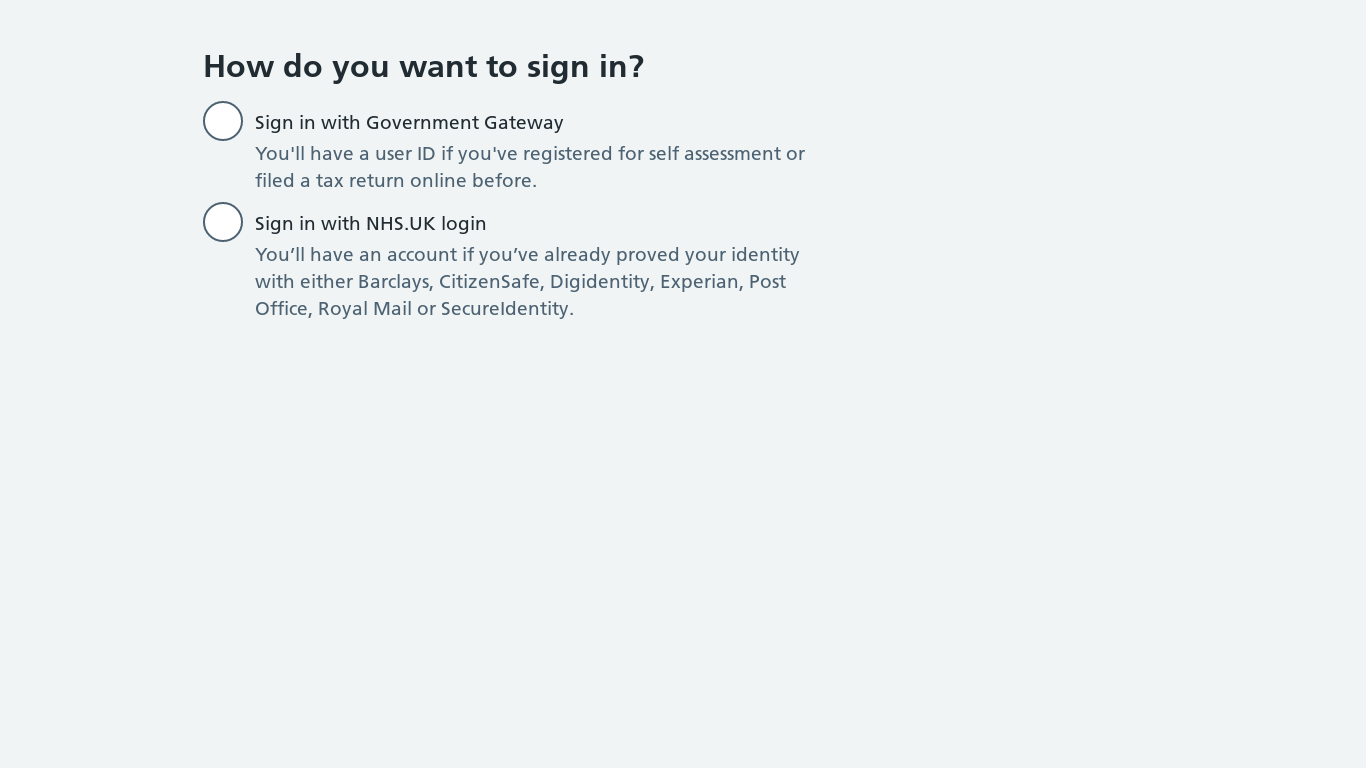 How do you want to sign in?
Sign in with Government Gateway
You'll have a user ID if you've registered for self assessment or
filed a tax return online before.
Sign in with NHS.UK login
You’ll have an account if you’ve already proved your identity
with either Barclays, CitizenSafe, Digidentity, Experian, Post
Office, Royal Mail or SecureIdentity.